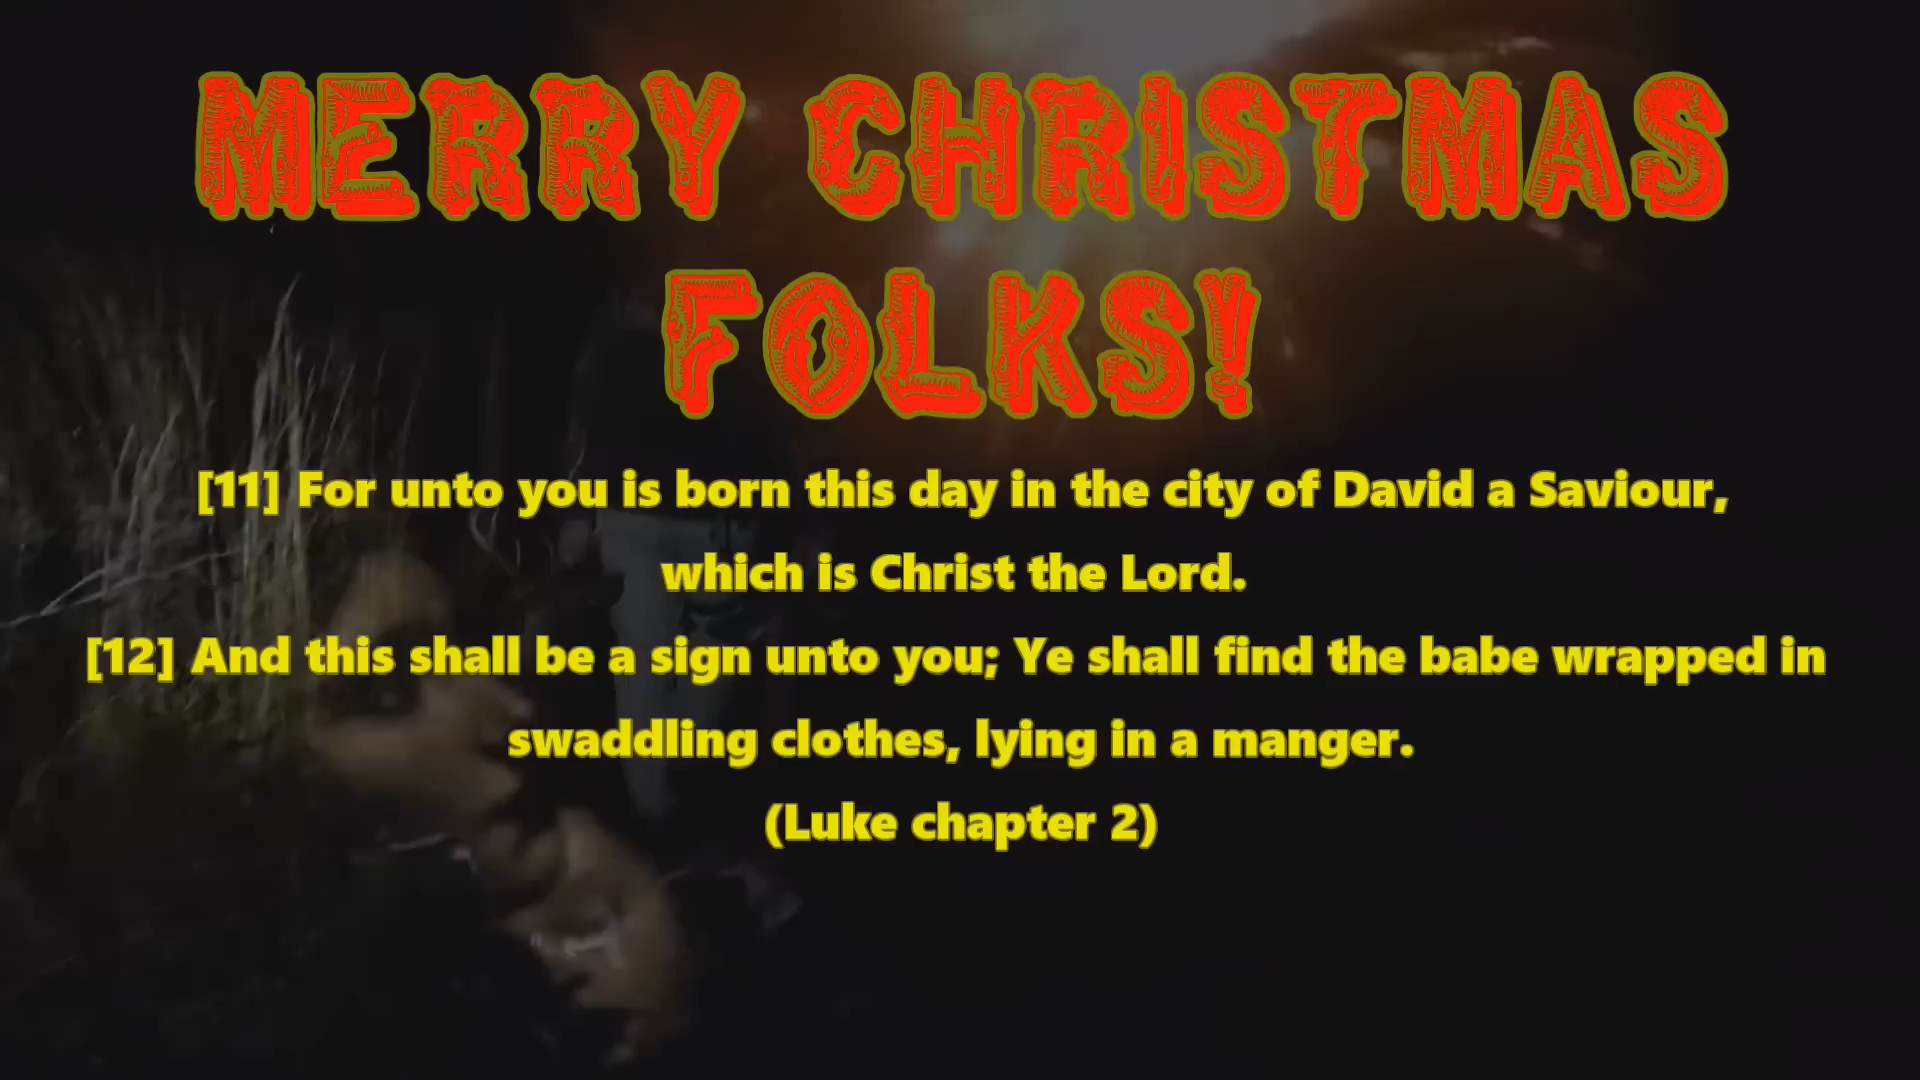 MERRY CHRISTMAS
FOLKS!
[11] For unto you is born this day in the city of David a Saviour,
which is Christ the Lord.
[12] And this shall be a sign unto you; Ye shall find the babe wrapped in
swaddling clothes, lying in a manger.
(Luke chapter 2)